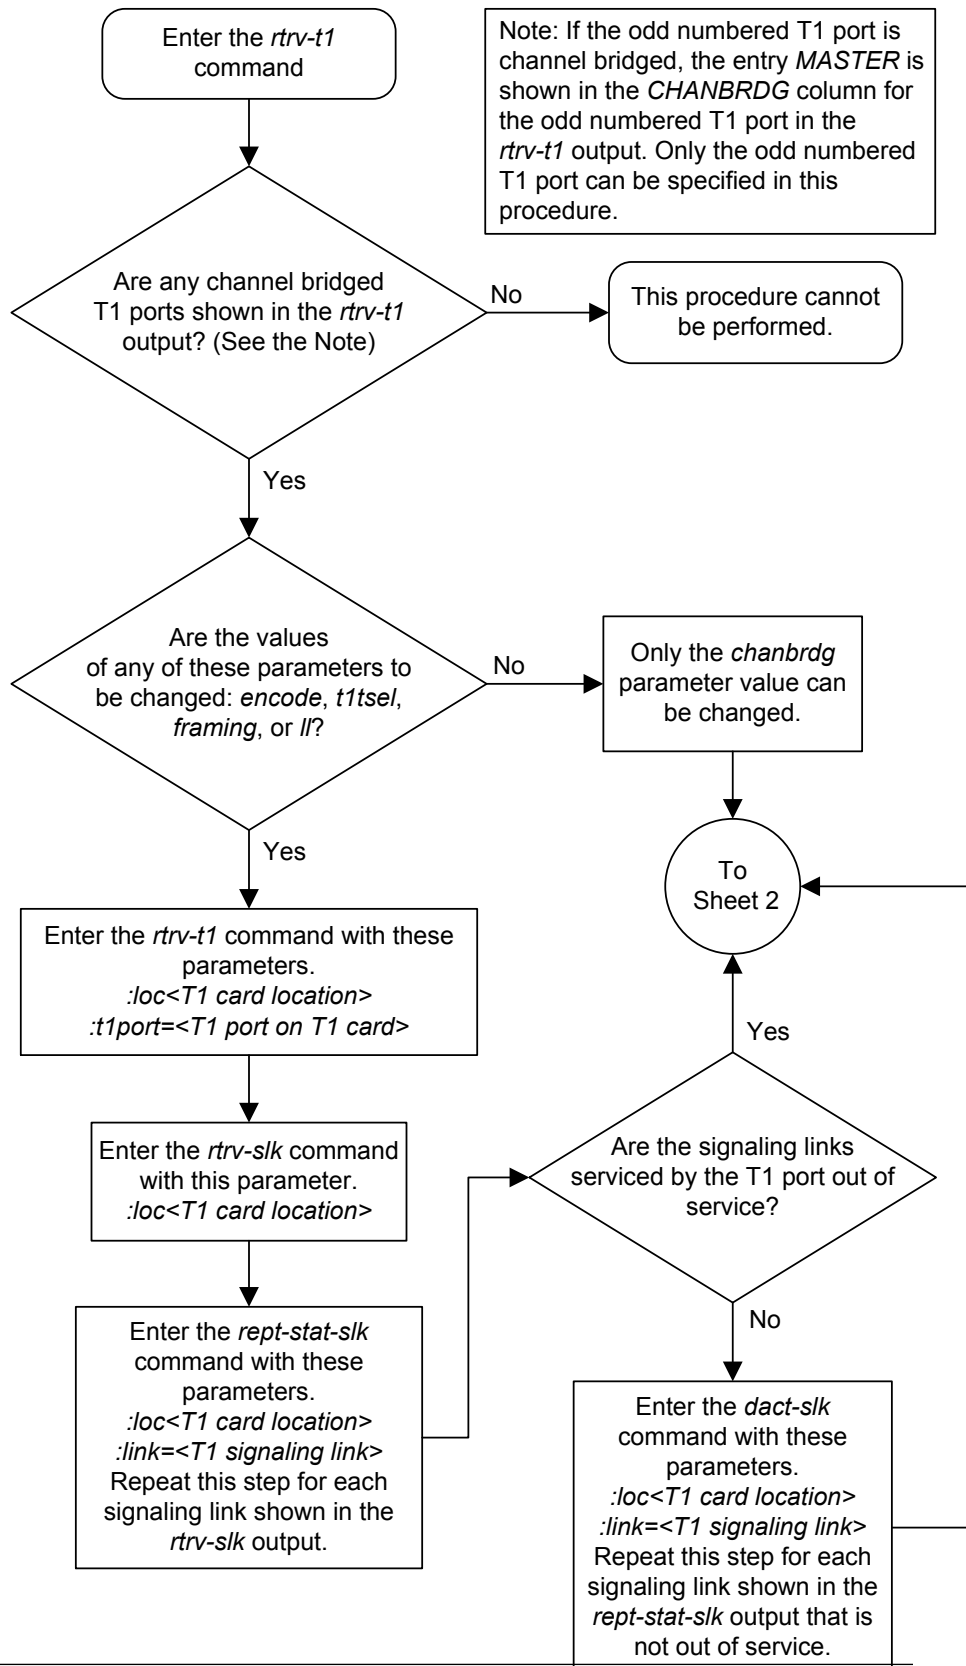 Enter the rtrv-t1
command
Note: If the odd numbered T1 port is
channel bridged, the entry MASTER is
shown in the CHANBRDG column for
the odd numbered T1 port in the
rtrv-t1 output. Only the odd numbered
T1 port can be specified in this
procedure.
Are any channel bridged
T1 ports shown in the rtrv-t1
output? (See the Note)
No
This procedure cannot
be performed.
Yes
Are the values
of any of these parameters to
be changed: encode, t1tsel,
framing, or ll?
No
Only the chanbrdg
parameter value can
be changed.
Yes
To
Sheet 2
Enter the rtrv-t1 command with these
parameters.
:loc<T1 card location>
:t1port=<T1 port on T1 card>
Enter the rtrv-slk command
with this parameter.
:loc<T1 card location>
Enter the rept-stat-slk
command with these
parameters.
:loc<T1 card location>
:link=<T1 signaling link>
Repeat this step for each
signaling link shown in the
rtrv-slk output.
Yes
Are the signaling links
serviced by the T1 port out of
service?
No
Enter the dact-slk
command with these
parameters.
:loc<T1 card location>
:link=<T1 signaling link>
Repeat this step for each
signaling link shown in the
rept-stat-slk output that is
not out of service.